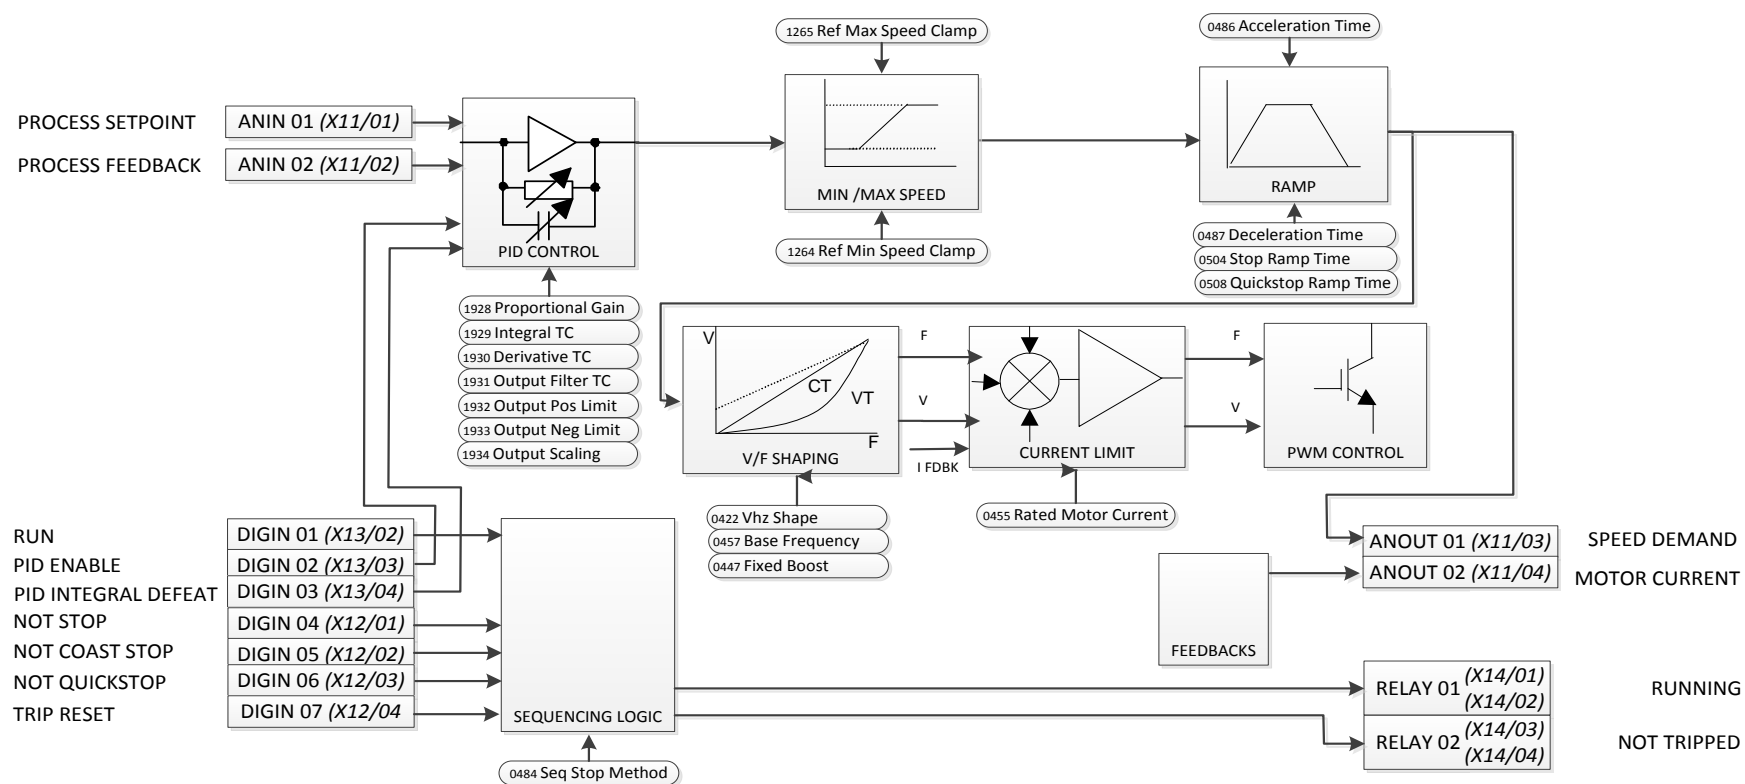 1265 Ref Max Speed Clamp
0486 Acceleration Time
PROCESS SETPOINT
ANIN 01 (X11/01)
PROCESS FEEDBACK
ANIN 02 (X11/02)
PID CONTROL
MIN /MAX SPEED
RAMP
1264 Ref Min Speed Clamp
0487 Deceleration Time
0504 Stop Ramp Time
0508 Quickstop Ramp Time
1928 Proportional Gain
1929 Integral TC
1930 Derivative TC
1931 Output Filter TC
1932 Output Pos Limit
1933 Output Neg Limit
1934 Output Scaling
V
CT
VT
F
V/F SHAPING
F
V
I FDBK
CURRENT LIMIT
F
V
PWM CONTROL
0422 Vhz Shape
0457 Base Frequency
0447 Fixed Boost
0455 Rated Motor Current
RUN
DIGIN 01 (X13/02)
PID ENABLE
DIGIN 02 (X13/03)
PID INTEGRAL DEFEAT
DIGIN 03 (X13/04)
NOT STOP
DIGIN 04 (X12/01)
NOT COAST STOP
DIGIN 05 (X12/02)
NOT QUICKSTOP
DIGIN 06 (X12/03)
TRIP RESET
DIGIN 07 (X12/04
SEQUENCING LOGIC
0484 Seq Stop Method
FEEDBACKS
ANOUT 01 (X11/03)
SPEED DEMAND
ANOUT 02 (X11/04)
MOTOR CURRENT
RELAY 01 (X14/01)
(X14/02)
RUNNING
RELAY 02 (X14/03)
(X14/04)
NOT TRIPPED